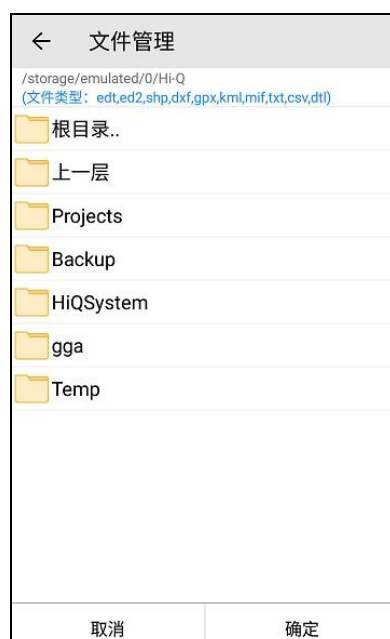 文件管理
/storage/emulated/0/Hi-Q
(文件类型：edt,ed2,shp,dxf,gpx,kml,mif,txt,csv,dtl)
根目录..
上一层
Projects
Backup
HiQSystem
gga
Temp
取消 确定